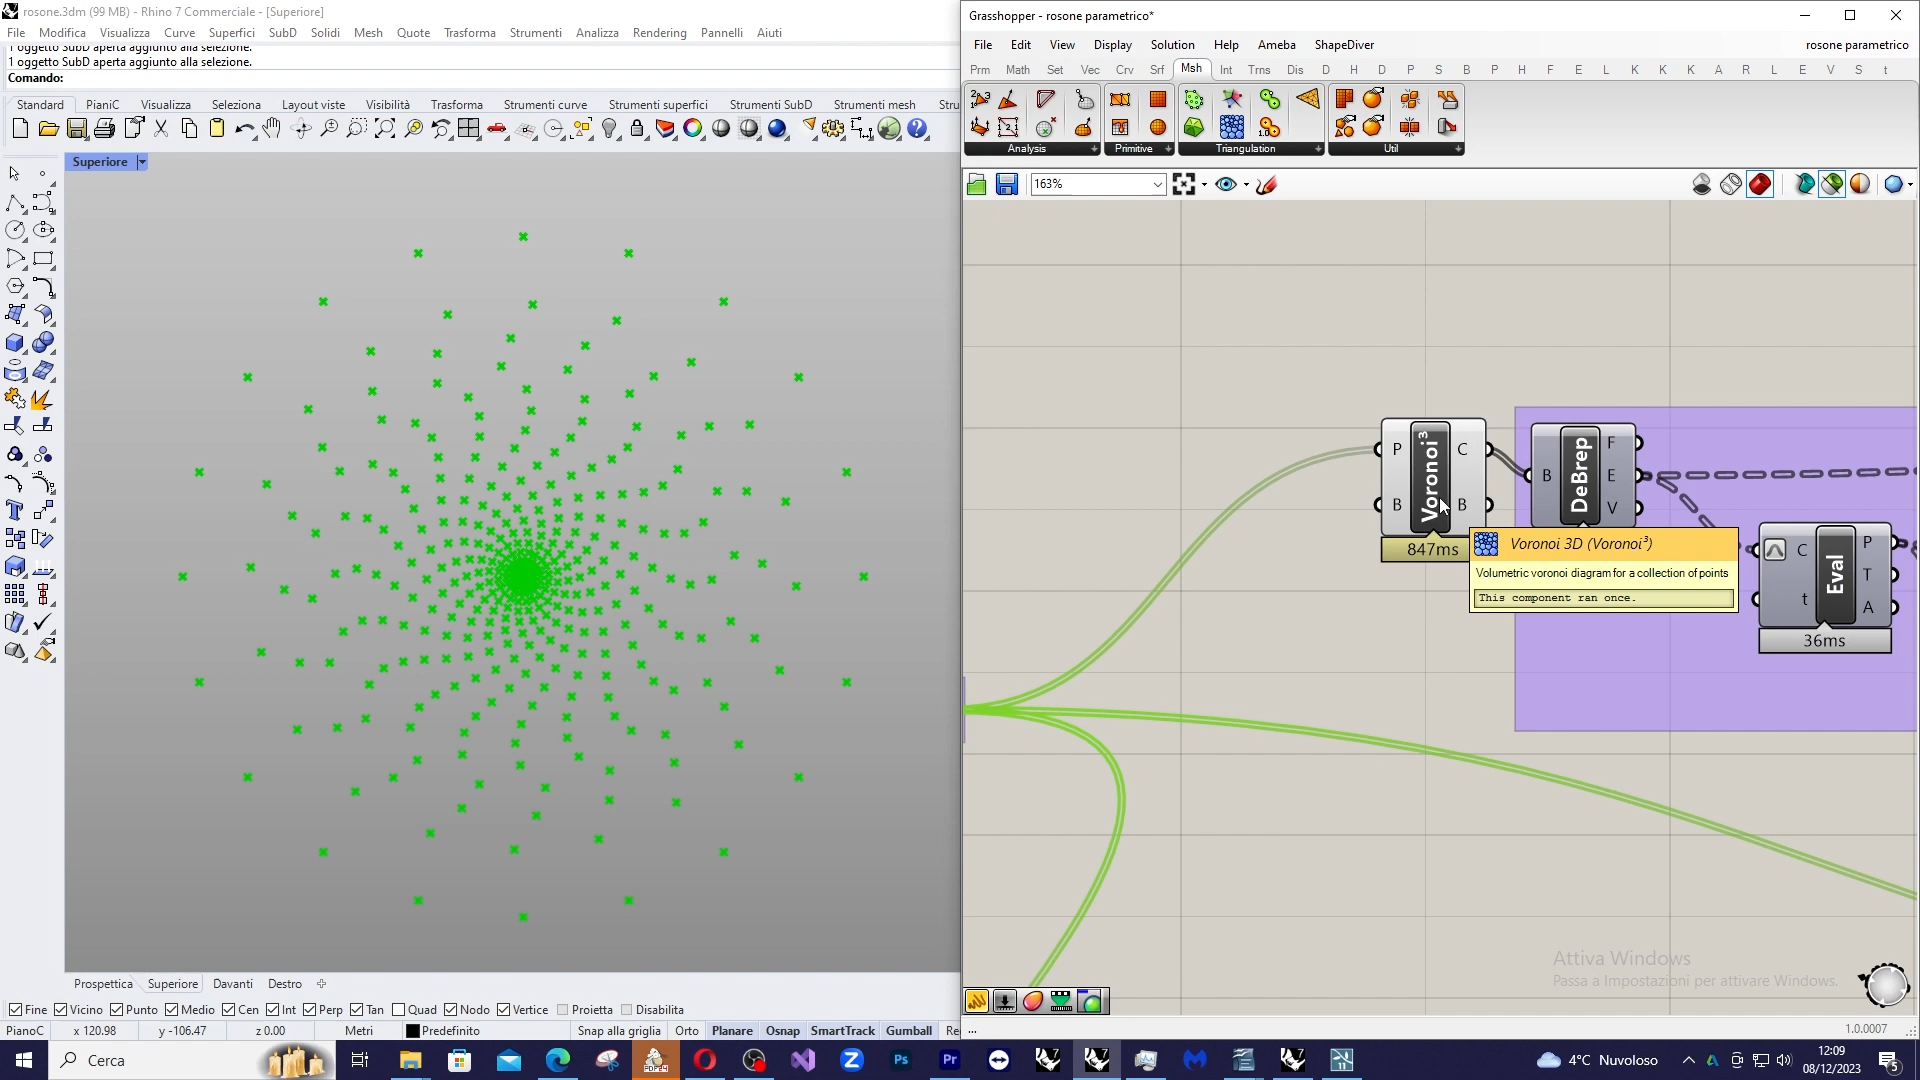 rosone.3dm (99 MB) - Rhino 7 Commerciale - [Superiore]
File Modifica Visualizza Curve Superfici SubD Solidi Mesh Quote Trasforma Strumenti Analizza Rendering Pannelli Aiuti
1 oggetto SubD aperta aggiunto alla selezione.
1 oggetto SubD aperta aggiunto alla selezione.
Comando:
Standard PianiC Visualizza Seleziona Layout viste Visibilità Trasforma Strumenti curve Strumenti superfici Strumenti SubD Strumenti mesh Stru
Superiore
Prospettica Superiore Davanti Destro
Fine Vicino Punto Medio Cen Int Perp Tan Quad Nodo Vertice Proietta Disabilita
PianoC x 120.98 y -106.47 z 0.00 Metri Predefinito Snap alla griglia Orto Planare Osnap SmartTrack Gumball Re
Grasshopper - rosone parametrico*
File Edit View Display Solution Help Ameba ShapeDiver rosone parametrico
Prm Math Set Vec Crv Srf Msh Int Trns Dis D H D P S B P H F E L K K K A R L E V S t
Analysis Primitive Triangulation Util
163%
P B Voronoi³ C B
847ms
B DeBrep F E V
Voronoi 3D (Voronoi³)
Volumetric voronoi diagram for a collection of points
This component ran once.
C t Eval P T A
36ms
Attiva Windows
Passa a Impostazioni per attivare Windows.
... 1.0.0007
Cerca
4°C Nuvoloso
12:09
08/12/2023
5